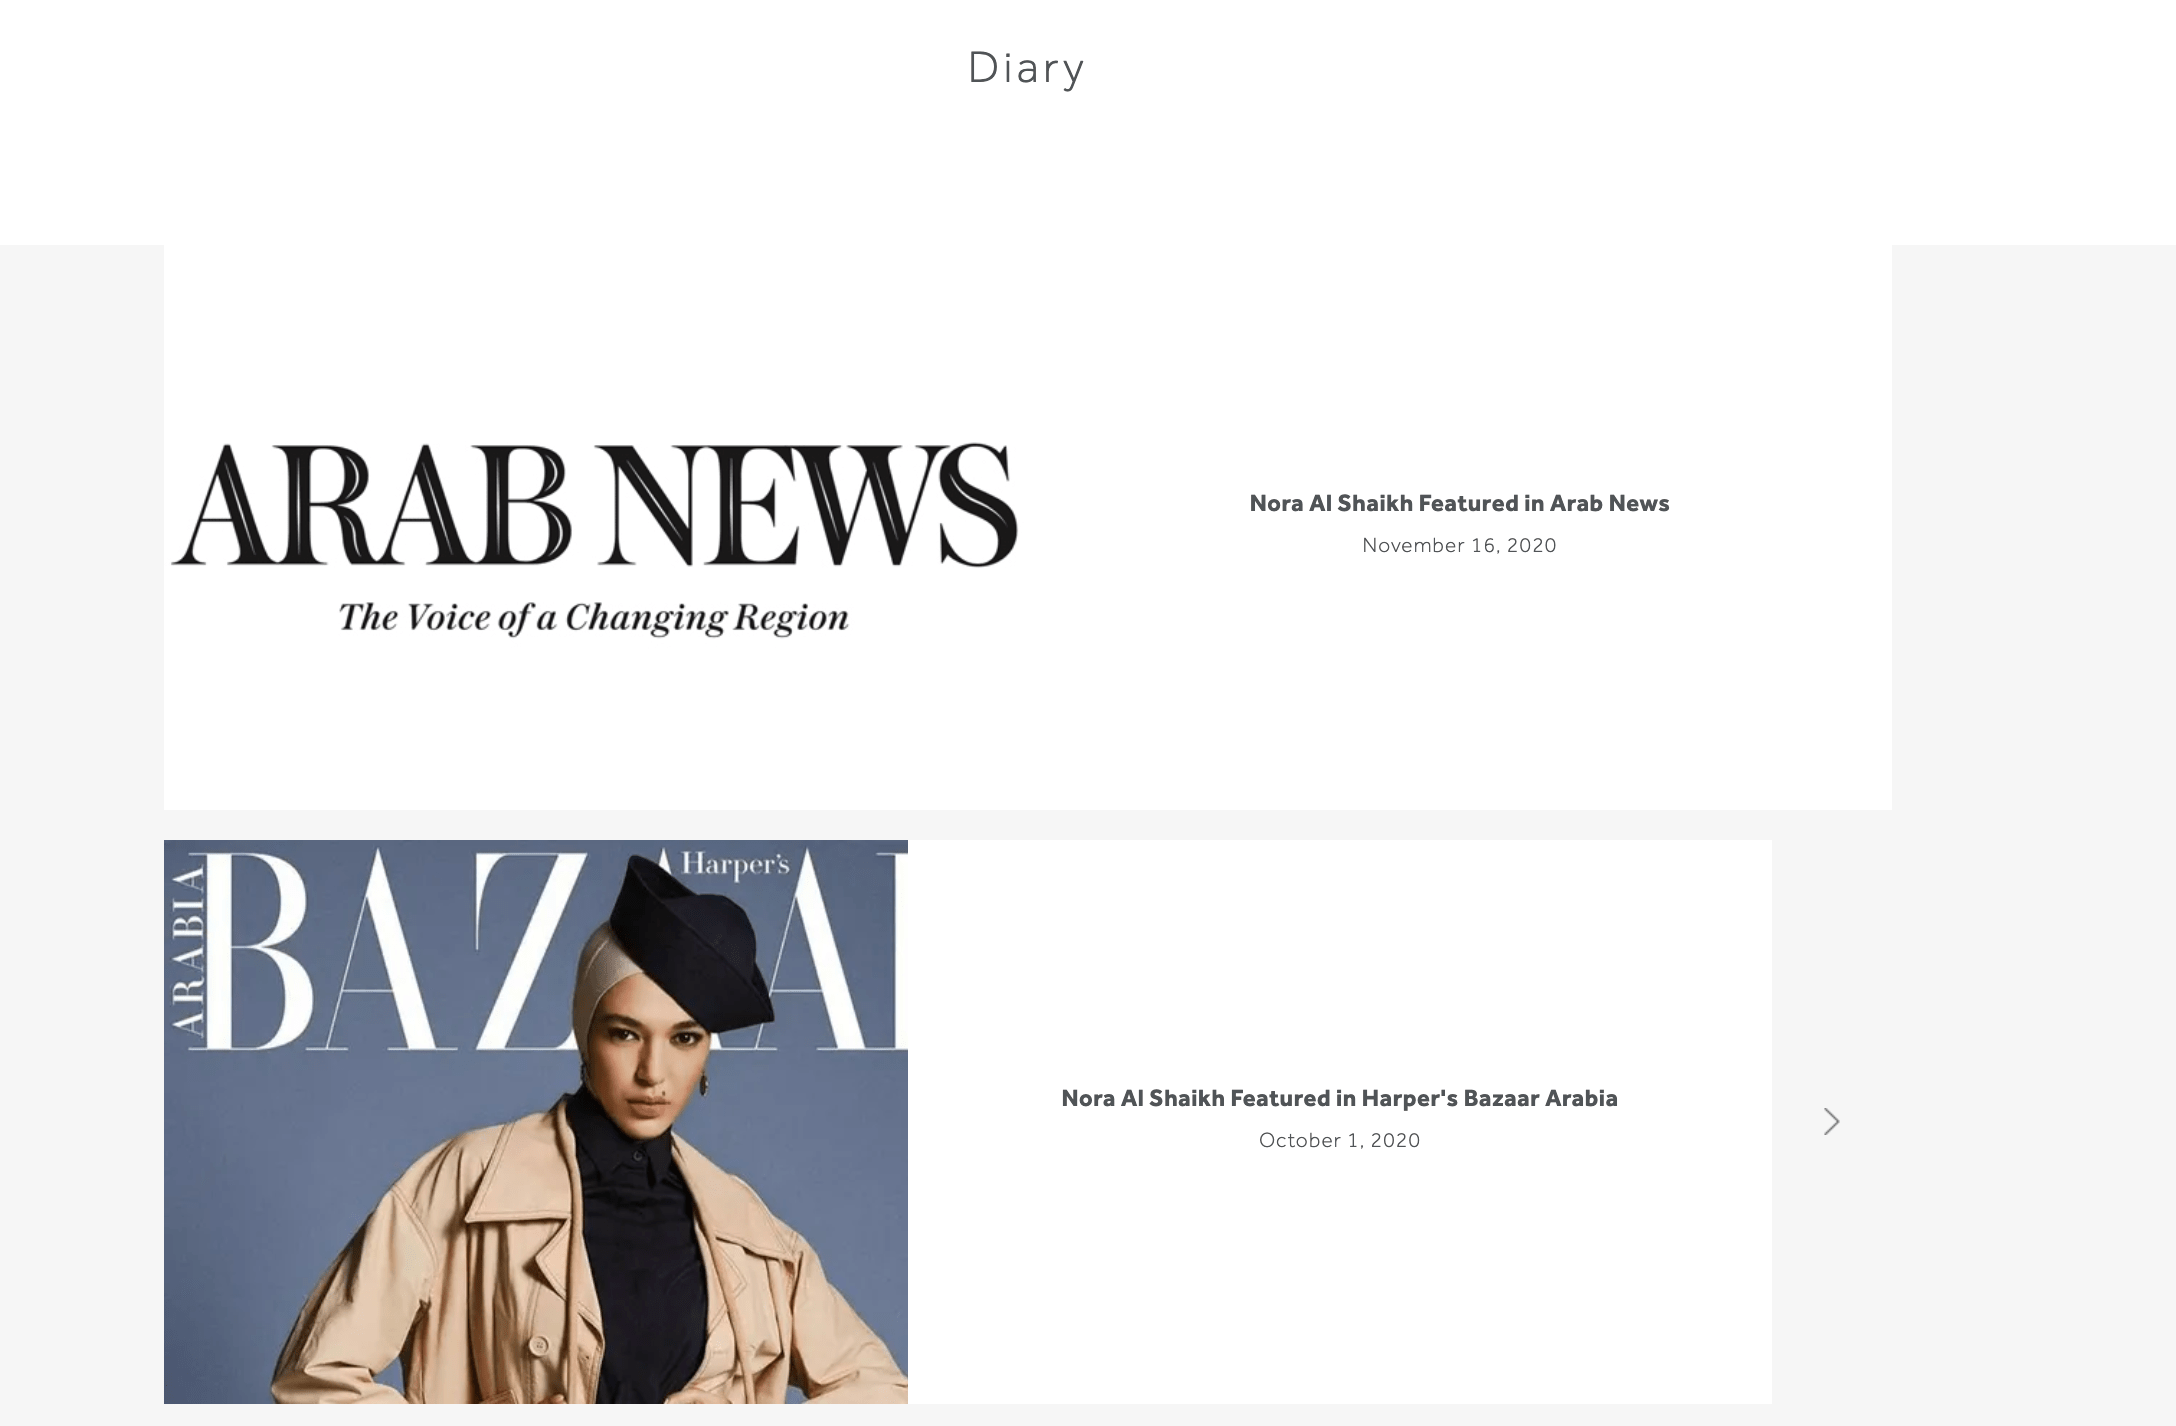 Diary
ARAB NEWS
The Voice of a Changing Region
Nora Al Shaikh Featured in Arab News
November 16, 2020
Harper's
ARABIA
BAZAA
Nora Al Shaikh Featured in Harper's Bazaar Arabia
October 1, 2020